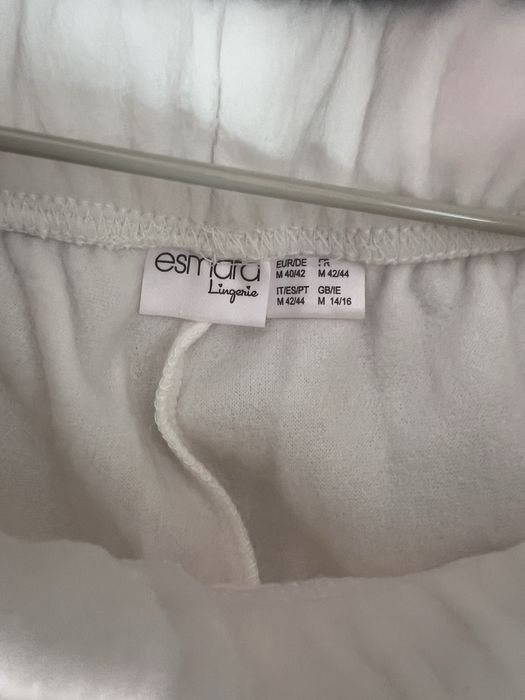 esmara
Lingerie
EUR/DE FR
M 40/42 M 42/44
IT/ES/PT GB/IE
M 42/44 M 14/16